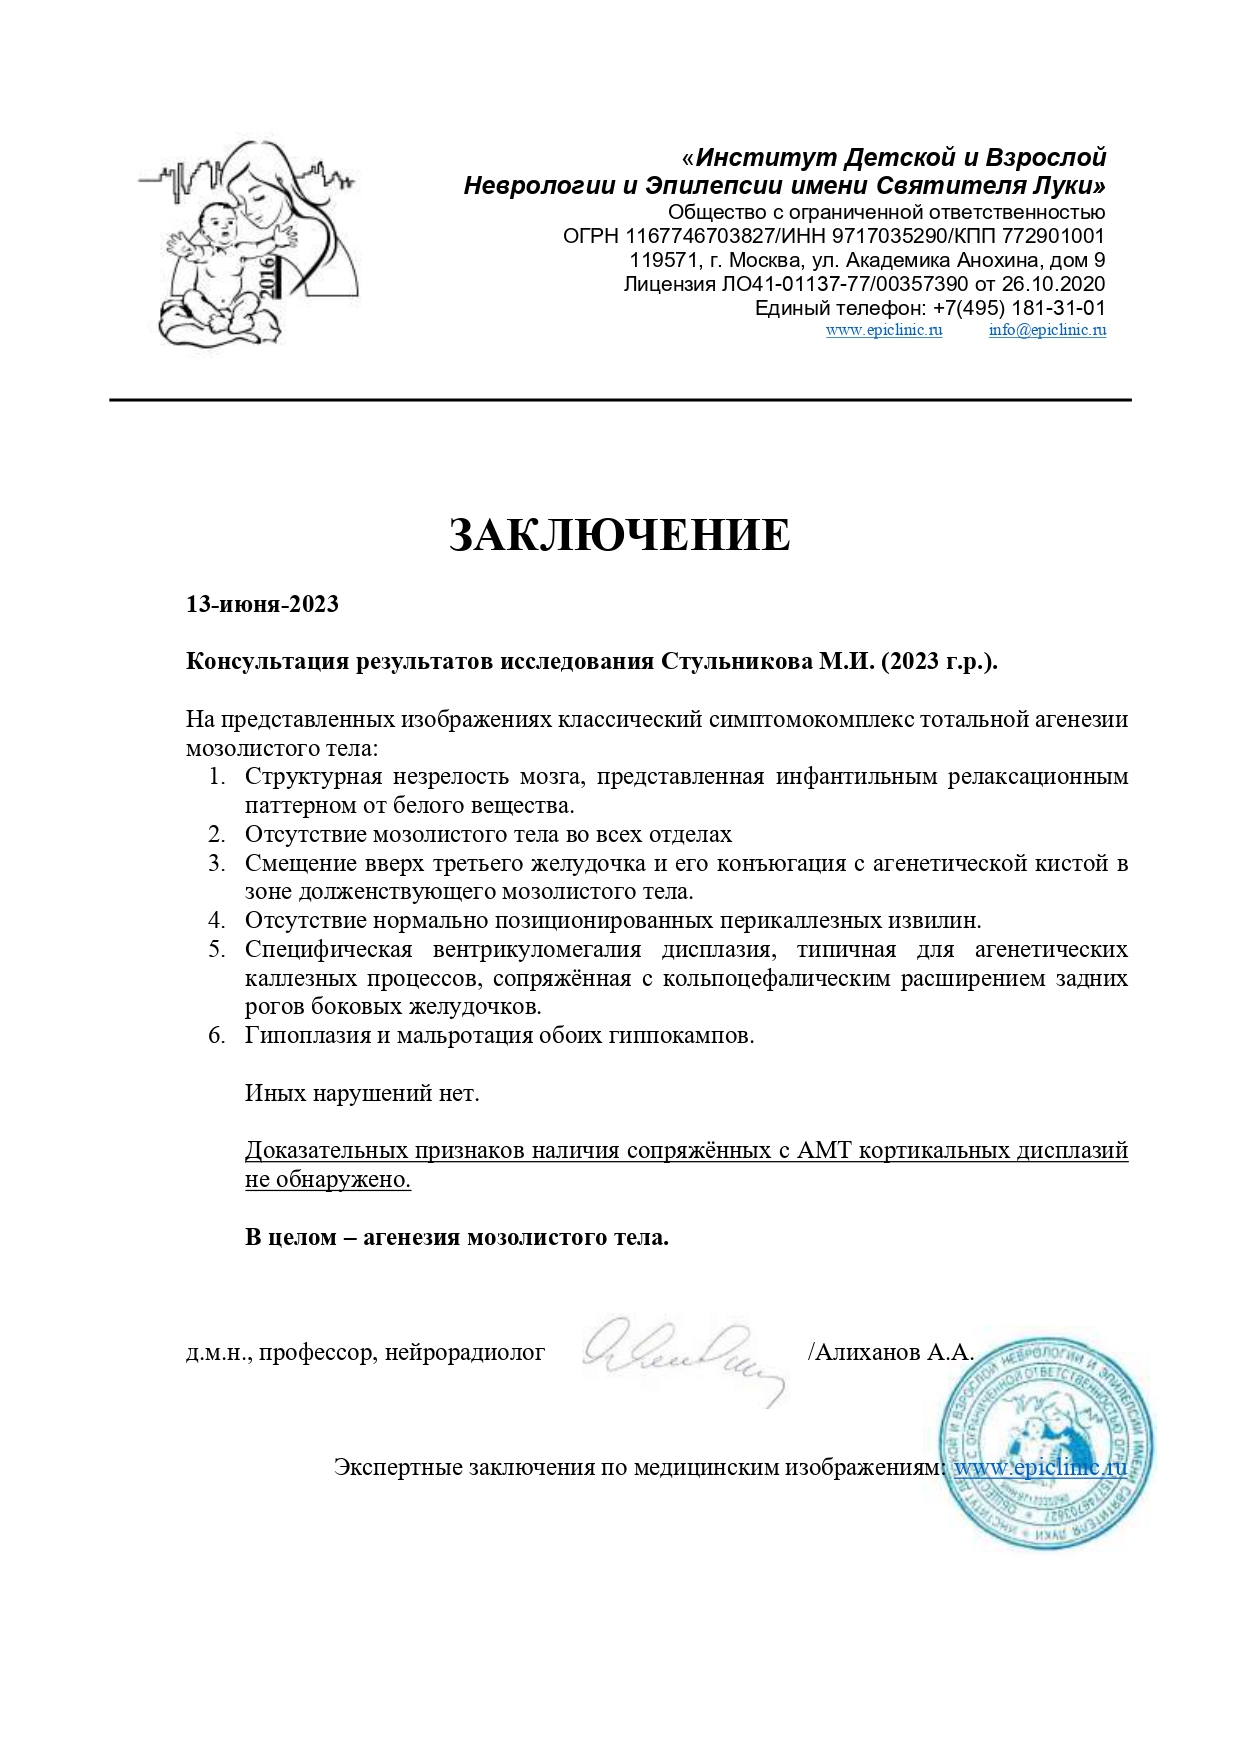 2016
«Институт Детской и Взрослой
Неврологии и Эпилепсии имени Святителя Луки»
Общество с ограниченной ответственностью
ОГРН 1167746703827/ИНН 9717035290/КПП 772901001
119571, г. Москва, ул. Академика Анохина, дом 9
Лицензия ЛО41-01137-77/00357390 от 26.10.2020
Единый телефон: +7(495) 181-31-01
www.epiclinic.ru info@epiclinic.ru
ЗАКЛЮЧЕНИЕ
13-июня-2023
Консультация результатов исследования Стульникова М.И. (2023 г.р.).
На представленных изображениях классический симптомокомплекс тотальной агенезии
мозолистого тела:
1. Структурная незрелость мозга, представленная инфантильным релаксационным
паттерном от белого вещества.
2. Отсутствие мозолистого тела во всех отделах
3. Смещение вверх третьего желудочка и его конъюгация с агенетической кистой в
зоне долженствующего мозолистого тела.
4. Отсутствие нормально позиционированных перикаллезных извилин.
5. Специфическая вентрикуломегалия дисплазия, типичная для агенетических
каллезных процессов, сопряжённая с кольпоцефалическим расширением задних
рогов боковых желудочков.
6. Гипоплазия и мальротация обоих гиппокампов.
Иных нарушений нет.
Доказательных признаков наличия сопряжённых с АМТ кортикальных дисплазий
не обнаружено.
В целом – агенезия мозолистого тела.
д.м.н., профессор, нейрорадиолог /Алиханов А.А.
Экспертные заключения по медицинским изображениям: www.epiclinic.ru